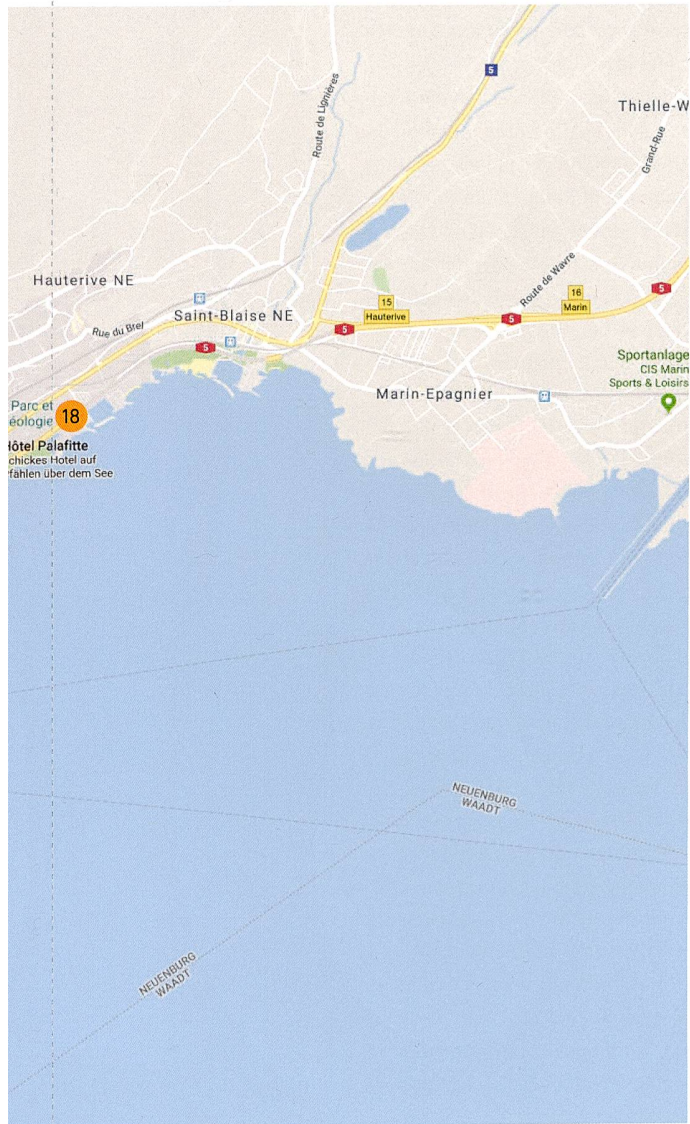 5
Thielle-W
Route de Lignières
Grand-Rue
Hauterive NE
Route de Wavre
5
16
Marin
15
Hauterive
Saint-Blaise NE
Rue du Brel
5
5
5
Sportanlage
CIS Marin
Sports & Loisirs
Marin-Epagnier
Parc et
éologie
18
Hôtel Palafitte
chickes Hotel auf
fählen über dem See
NEUENBURG
WAADT
NEUENBURG
WAADT